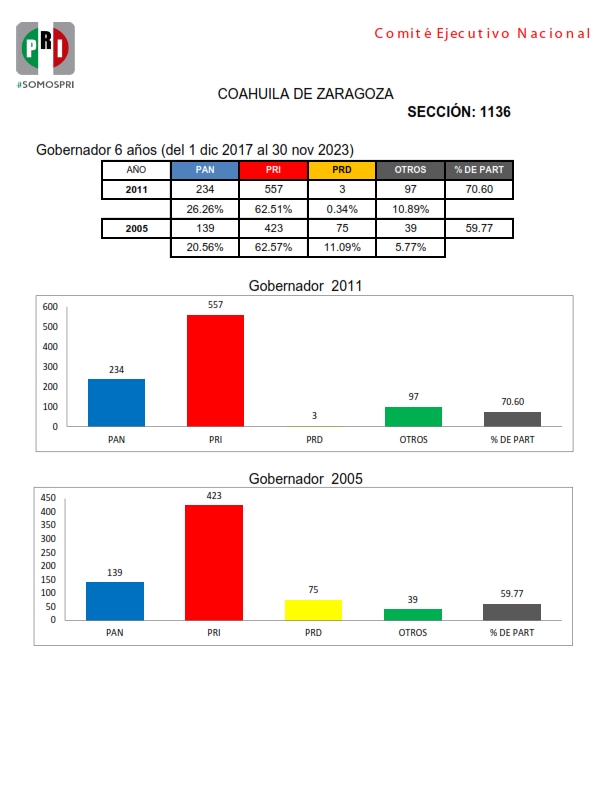 PRI
#SOMOSPRI
Comité Ejecutivo Nacional
COAHUILA DE ZARAGOZA
SECCIÓN: 1136
Gobernador 6 años (del 1 dic 2017 al 30 nov 2023)
AÑO PAN PRI PRD OTROS % DE PART
2011 234 557 3 97 70.60
26.26% 62.51% 0.34% 10.89%
2005 139 423 75 39 59.77
20.56% 62.57% 11.09% 5.77%
Gobernador 2011
600
500
400
300
200
100
0
234
557
3
97
70.60
PAN PRI PRD OTROS % DE PART
Gobernador 2005
450
400
350
300
250
200
150
100
50
0
139
423
75
39
59.77
PAN PRI PRD OTROS % DE PART